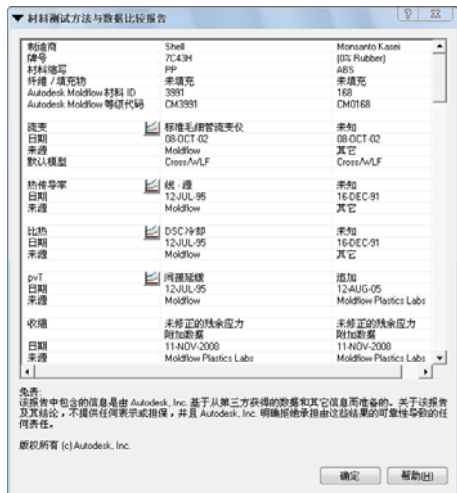 材料测试方法与数据比较报告
制造商 Shell Monsanto Kasei
牌号 7C43H (0% Rubber)
材料缩写 PP ABS
纤维 / 填充物 未填充 未填充
Autodesk Moldflow 材料 ID 3991 168
Autodesk Moldflow 等级代码 CM3991 CM0168
流变 标准毛细管流变仪 未知
日期 08-OCT-02
来源 Moldflow 其它
默认模型 Cross/WLF Cross/WLF
热传导率 线 - 源 未知
日期 12-JUL-95 16-DEC-91
来源 Moldflow 其它
比热 DSC冷却 未知
日期 12-JUL-95 16-DEC-91
来源 Moldflow 其它
pvT 间接延缓 追加
日期 12-JUL-95 12-AUG-05
来源 Moldflow Moldflow Plastics Labs
收缩 未修正的残余应力 未修正的残余应力
附加数据 附加数据
日期 11-NOV-2008 11-NOV-2008
来源 Moldflow Plastics Labs Moldflow Plastics Labs
免责:
该报告中包含的信息是由 Autodesk, Inc. 基于从第三方获得的数据和其它信息而准备的。关于该报告
及其结论，不提供任何表示或担保，并且 Autodesk, Inc. 明确拒绝承担由这些结果的可靠性导致的任
何责任。
版权所有 (c) Autodesk, Inc.
确定 帮助(H)